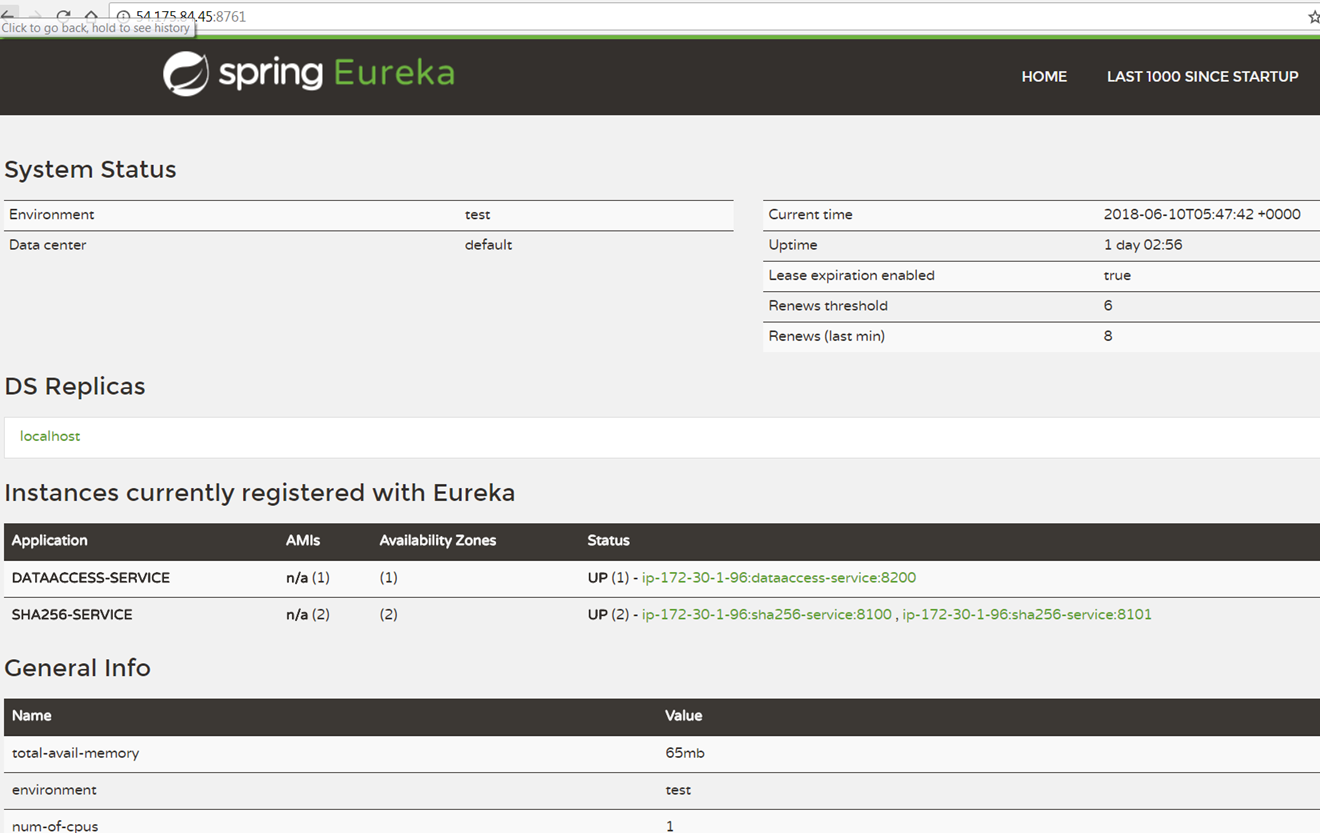 54.175.84.45:8761
Click to go back, hold to see history
spring Eureka
HOME LAST 1000 SINCE STARTUP
System Status
Environment test
Data center default
Current time 2018-06-10T05:47:42 +0000
Uptime 1 day 02:56
Lease expiration enabled true
Renews threshold 6
Renews (last min) 8
DS Replicas
localhost
Instances currently registered with Eureka
Application AMIs Availability Zones Status
DATAACCESS-SERVICE n/a (1) (1) UP (1) - ip-172-30-1-96:dataaccess-service:8200
SHA256-SERVICE n/a (2) (2) UP (2) - ip-172-30-1-96:sha256-service:8100 , ip-172-30-1-96:sha256-service:8101
General Info
Name Value
total-avail-memory 65mb
environment test
num-of-cpus 1